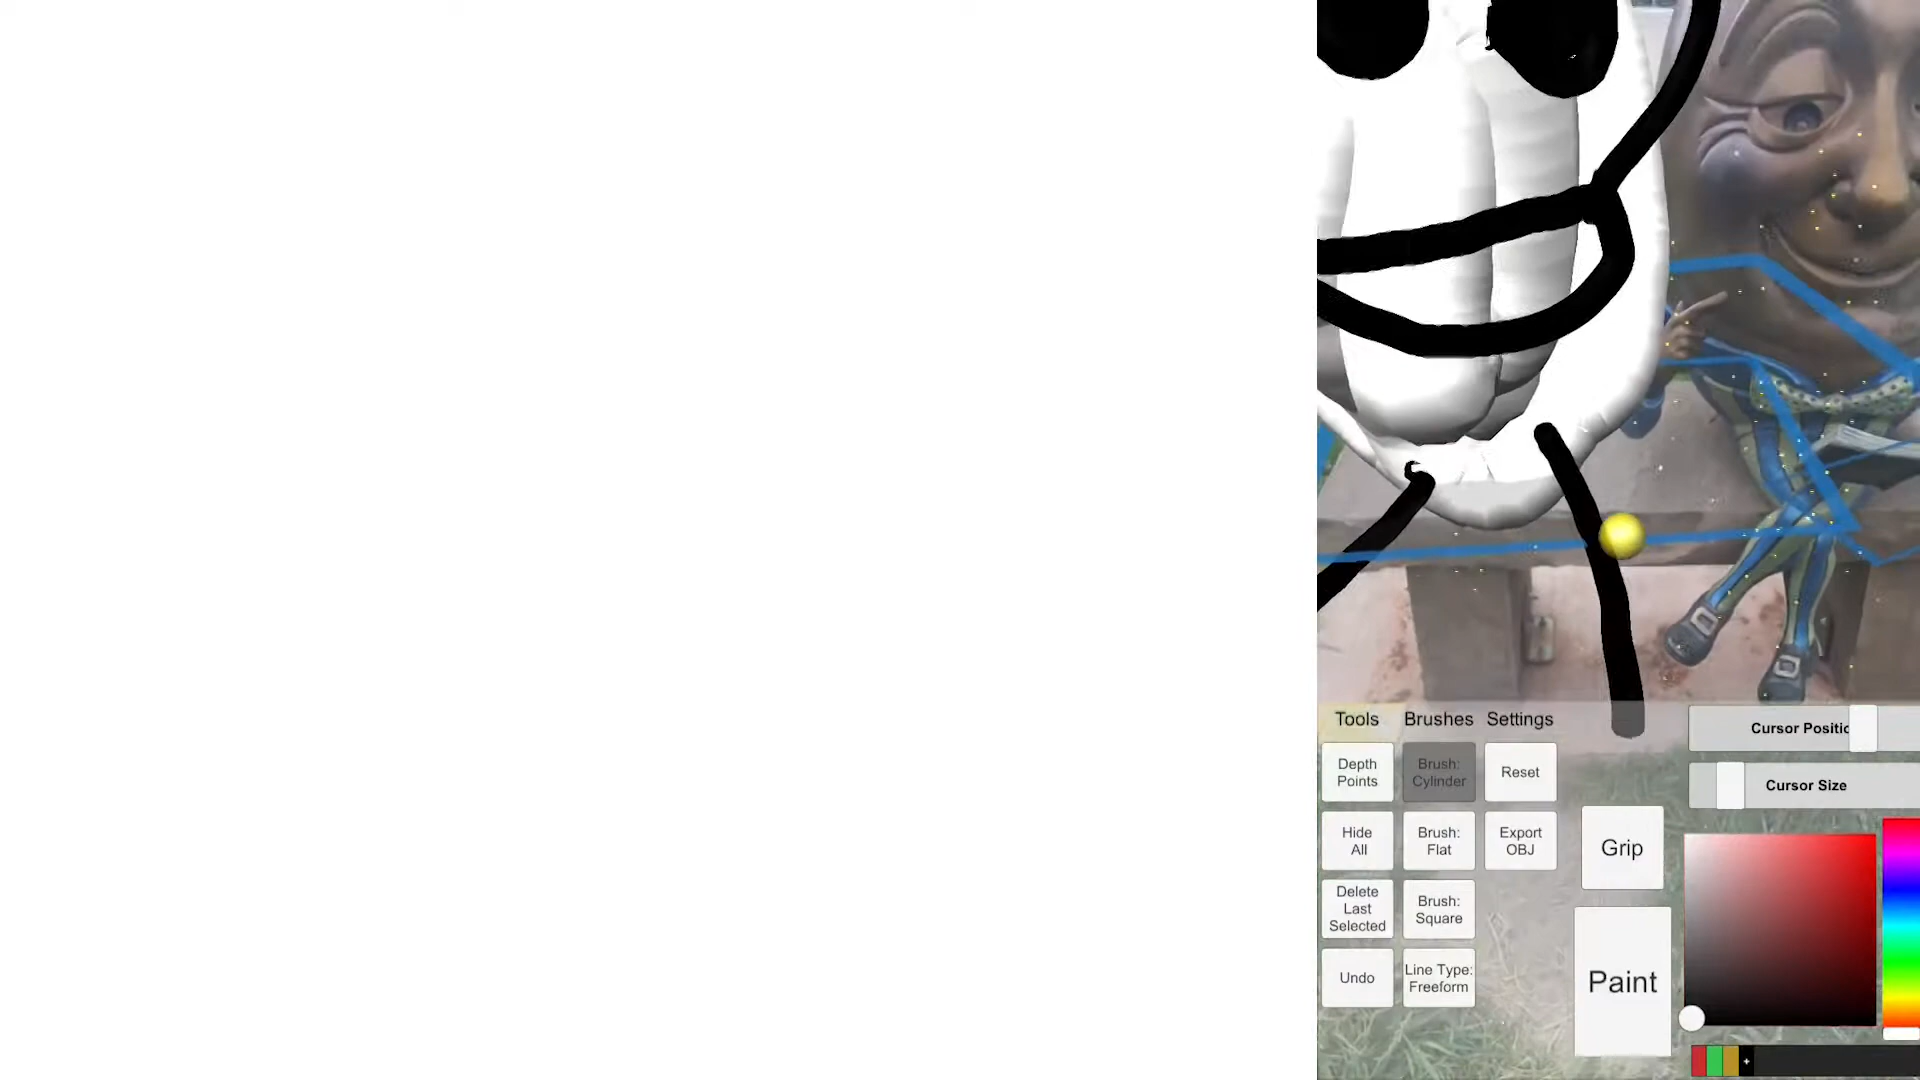 Tools Brushes Settings
Cursor Positio
Depth
Points
Brush:
Cylinder
Reset
Cursor Size
Hide
All
Brush:
Flat
Export
OBJ
Grip
Delete
Last
Selected
Brush:
Square
Undo
Line Type:
Freeform
Paint
+